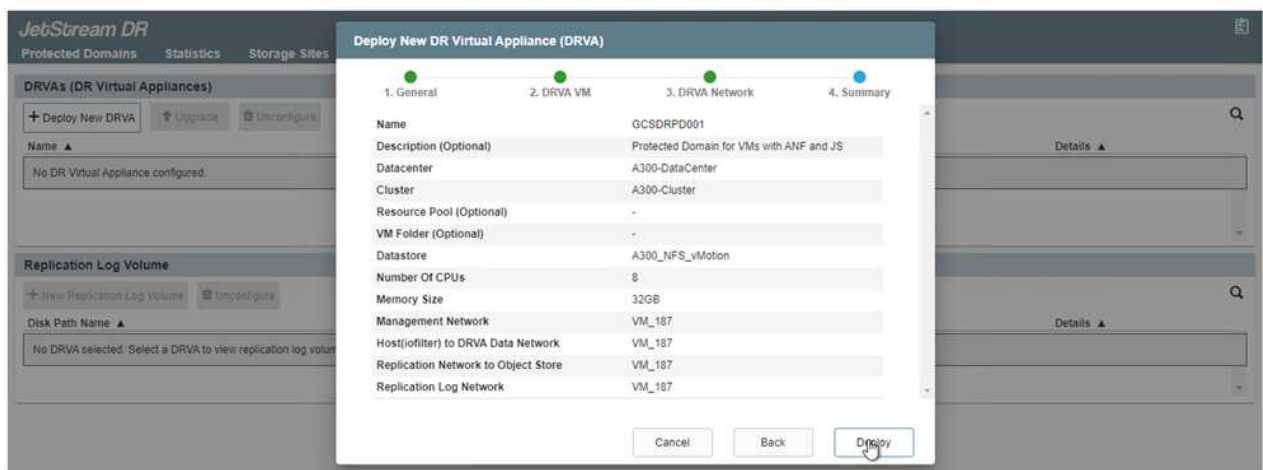 JetStream DR
Protected Domains Statistics Storage Sites
DRVAs (DR Virtual Appliances)
+ Deploy New DRVA Upgrade Unconfigure
Name ▲ Details ▲
No DR Virtual Appliance configured.
Replication Log Volume
+ New Replication Log Volume Unconfigure
Disk Path Name ▲ Details ▲
No DRVA selected. Select a DRVA to view replication log
Deploy New DR Virtual Appliance (DRVA)
1. General 2. DRVA VM 3. DRVA Network 4. Summary
Name GCSDRPD001
Description (Optional) Protected Domain for VMs with ANF and JS
Datacenter A300-DataCenter
Cluster A300-Cluster
Resource Pool (Optional) -
VM Folder (Optional) -
Datastore A300_NFS_vMotion
Number Of CPUs 8
Memory Size 32GB
Management Network VM_187
Host(iofilter) to DRVA Data Network VM_187
Replication Network to Object Store VM_187
Replication Log Network VM_187
Cancel Back Deploy